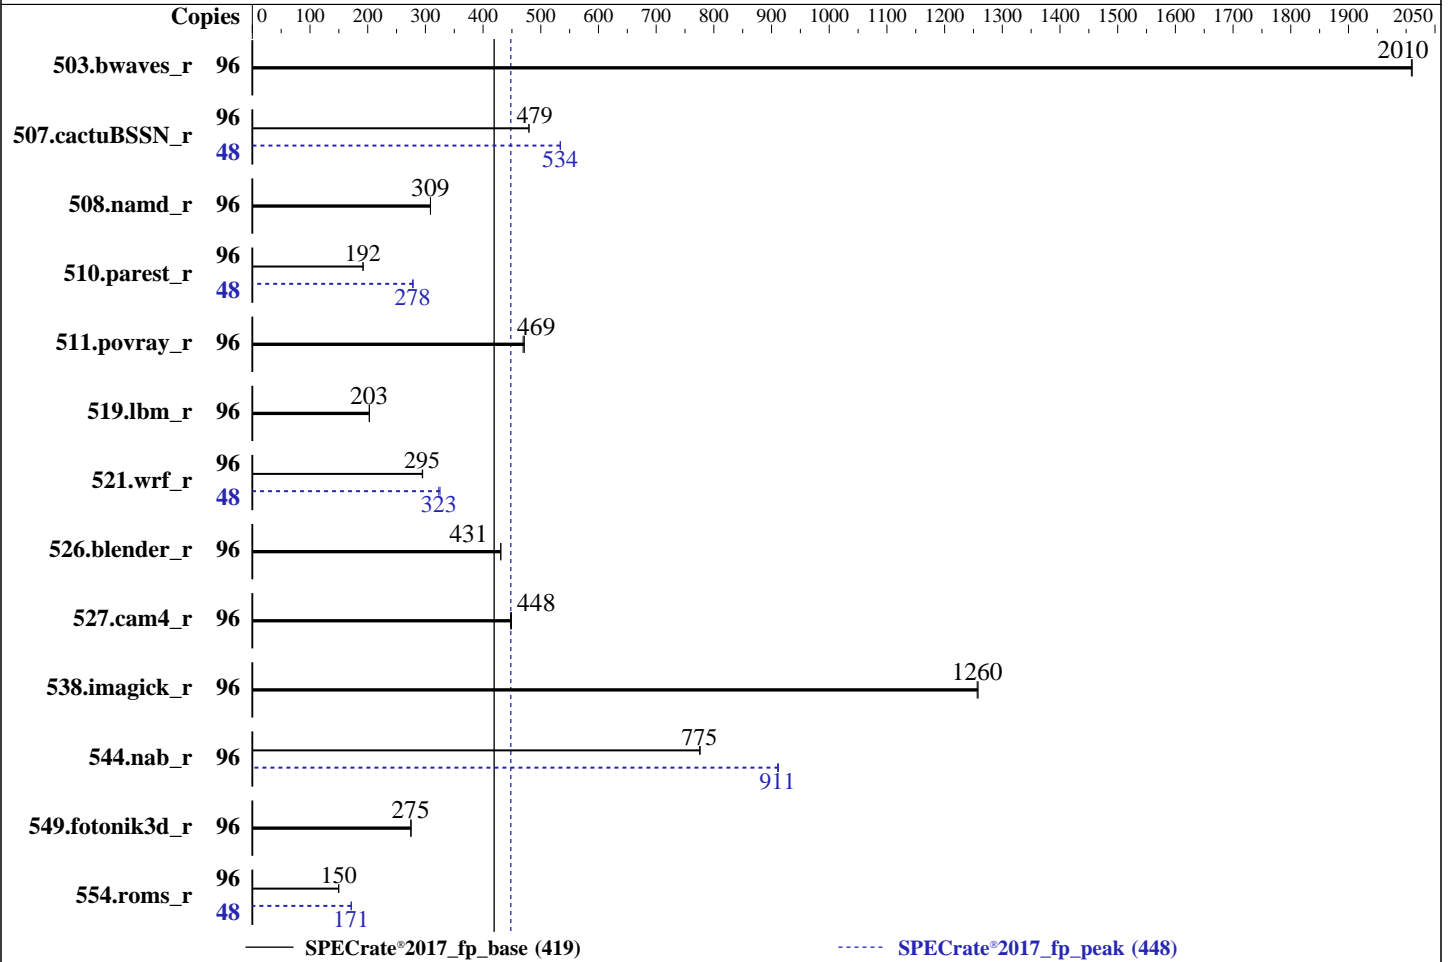 Copies 0 100 200 300 400 500 600 700 800 900 1000 1100 1200 1300 1400 1500 1600 1700 1800 1900 2050
503.bwaves_r 96 2010
507.cactuBSSN_r 96 479
48 534
508.namd_r 96 309
510.parest_r 96 192
48 278
511.povray_r 96 469
519.lbm_r 96 203
521.wrf_r 96 295
48 323
526.blender_r 96 431
527.cam4_r 96 448
538.imagick_r 96 1260
544.nab_r 96 775
911
549.fotonik3d_r 96 275
554.roms_r 96 150
48 171
SPECrate®2017_fp_base (419) SPECrate®2017_fp_peak (448)